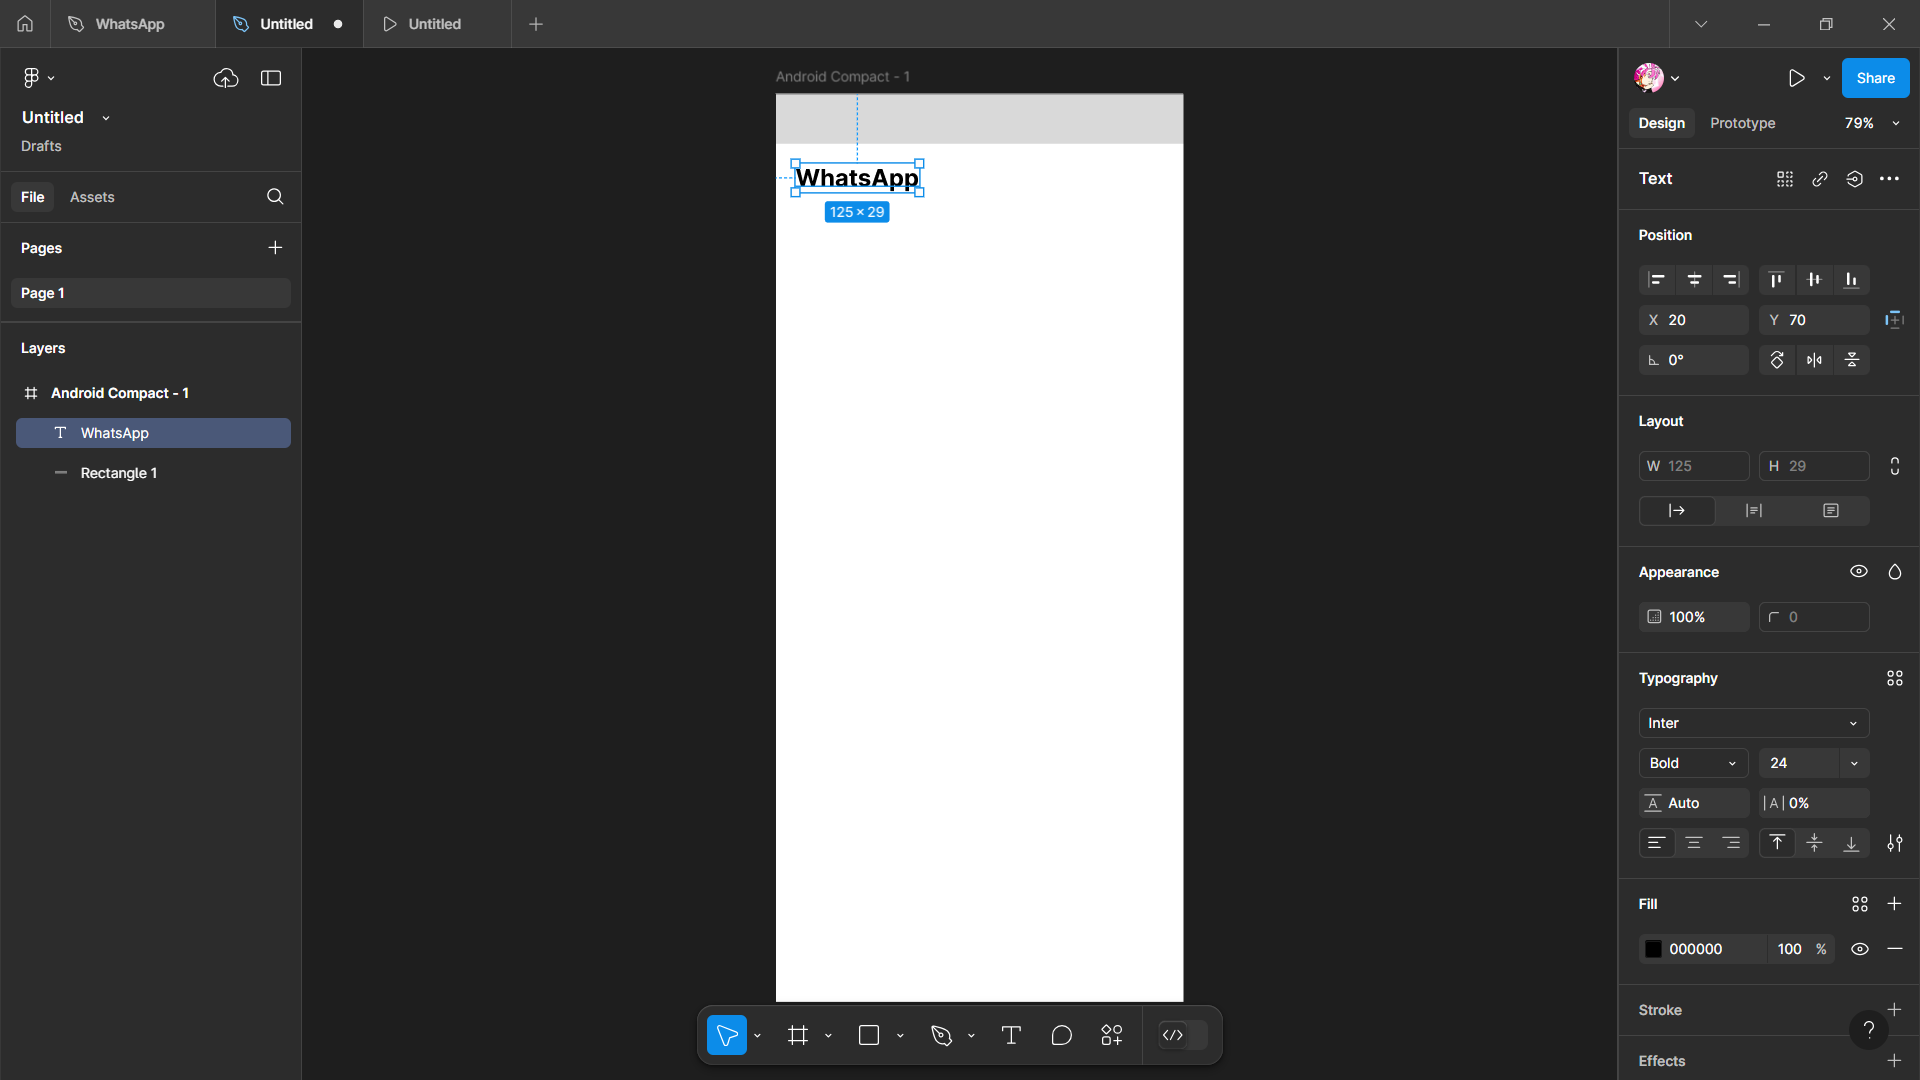 WhatsApp
Untitled
Untitled
Untitled
Drafts
File
Assets
Pages
Page 1
Layers
Android Compact - 1
WhatsApp
Rectangle 1
Android Compact - 1
WhatsApp
125 × 29
Share
Design
Prototype
79%
Text
Position
X 20
Y 70
0°
Layout
W 125
H 29
Appearance
100%
0
Typography
Inter
Bold
24
A Auto
|A| 0%
Fill
000000
100 %
Stroke
?
Effects